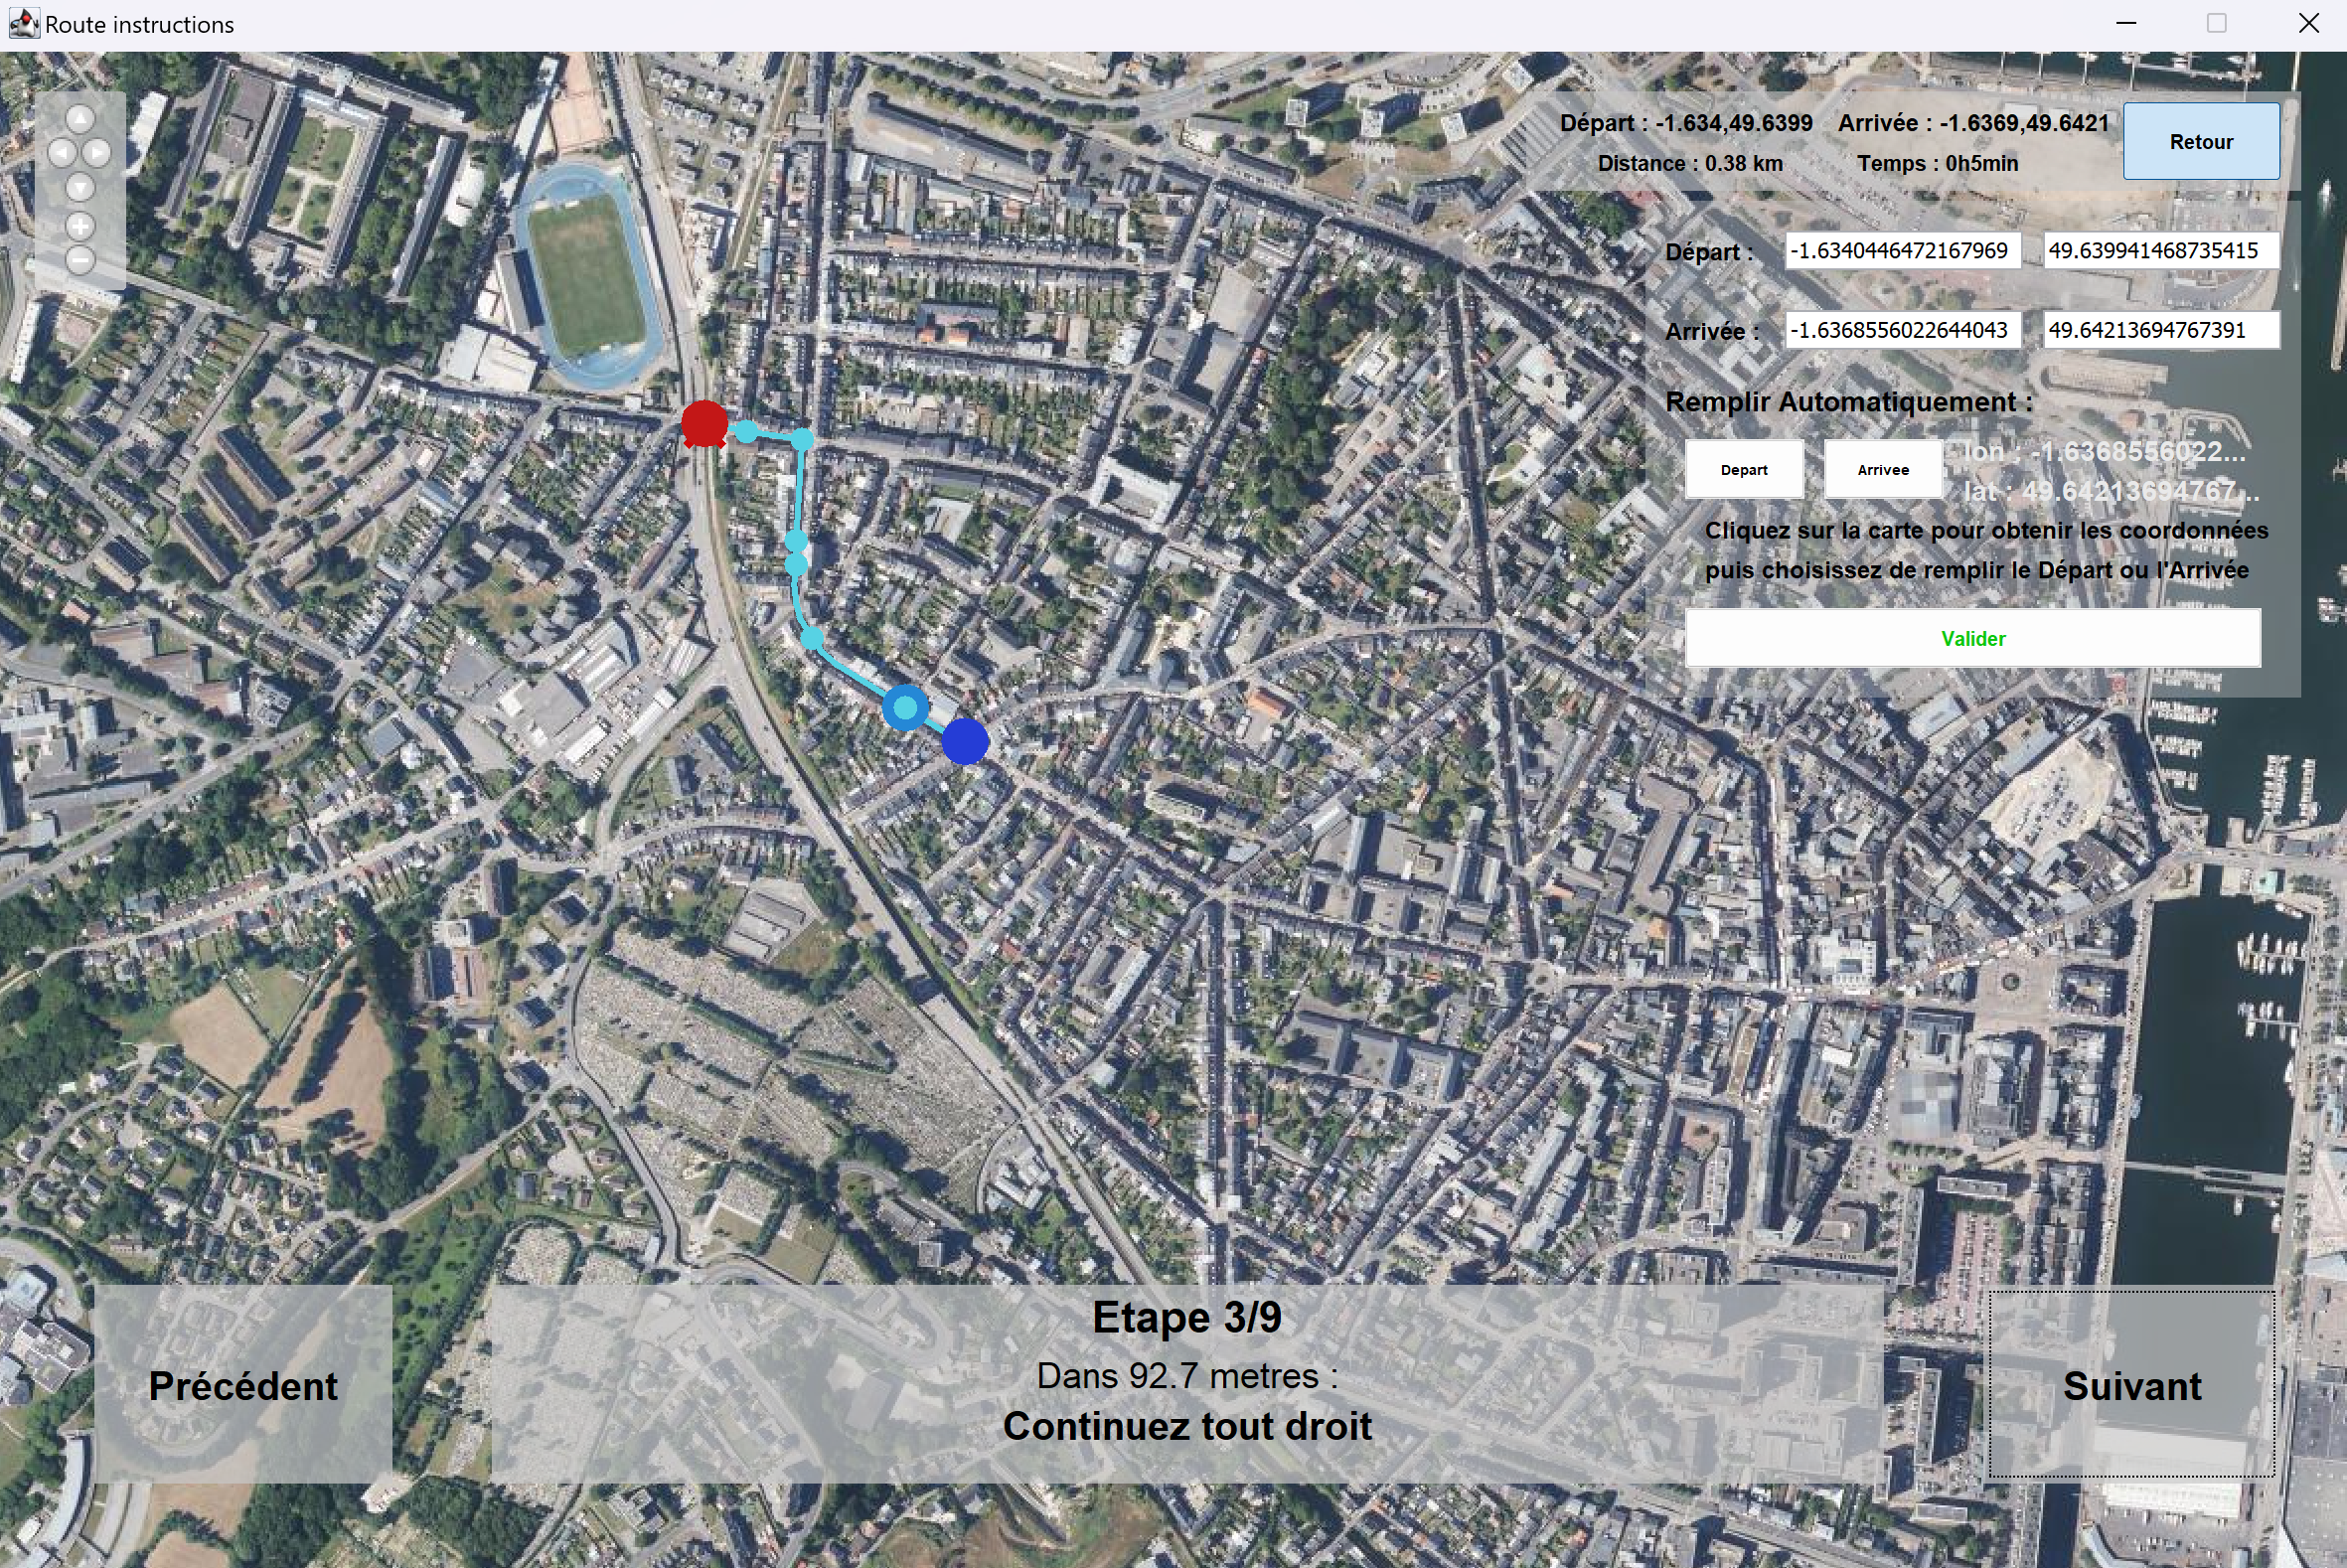 Route instructions
Départ : -1.634,49.6399 Arrivée : -1.6369,49.6421
Distance : 0.38 km Temps : 0h5min
Retour
Départ : -1.6340446472167969 49.639941468735415
Arrivée : -1.6368556022644043 49.64213694767391
Remplir Automatiquement :
Depart Arrivee
lon : -1.6368556022...
lat : 49.64213694767...
Cliquez sur la carte pour obtenir les coordonnées
puis choisissez de remplir le Départ ou l'Arrivée
Valider
Etape 3/9
Dans 92.7 metres :
Continuez tout droit
Précédent
Suivant